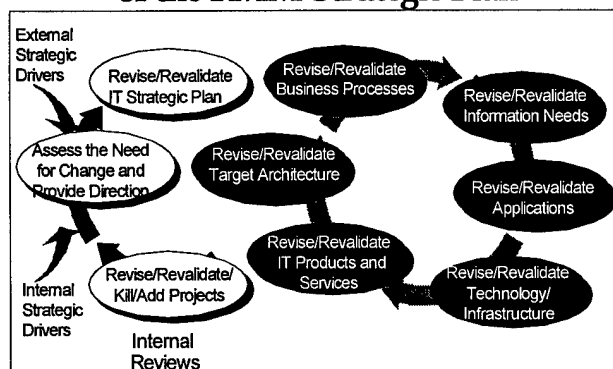 External
Strategic
Drivers
Revise/Revalidate
IT Strategic Plan
Assess the Need
for Change and
Provide Direction
Internal
Strategic
Drivers
Revise/Revalidate/
Kill/Add Projects
Internal
Reviews
Revise/Revalidate
Business Processes
Revise/Revalidate
Target Architecture
Revise/Revalidate
IT Products and
Services
Revise/Revalidate
Information Needs
Revise/Revalidate
Applications
Revise/Revalidate
Technology/
Infrastructure